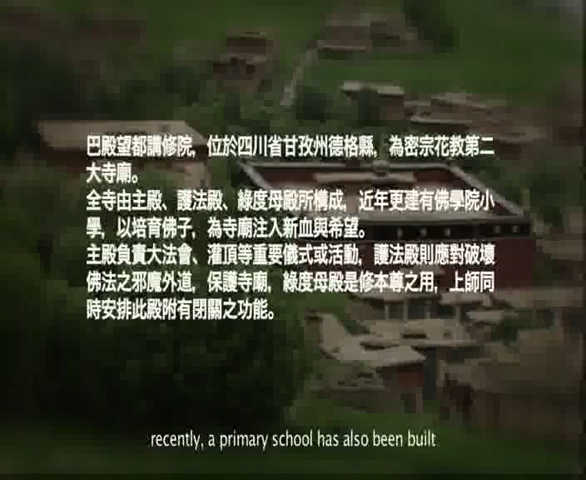 巴殿望都講修院，位於四川省甘孜州德格縣，為密宗花教第二
大寺廟。
全寺由主殿、護法殿、綠度母殿所構成，近年更建有佛學院小
學，以培育佛子，為寺廟注入新血與希望。
主殿負責大法會、灌頂等重要儀式或活動，護法殿則應對破壞
佛法之邪魔外道，保護寺廟，綠度母殿是修本尊之用，上師同
時安排此殿附有閉關之功能。
recently, a primary school has also been built